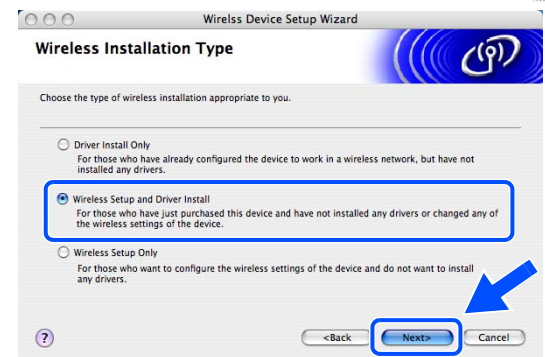 Wirelss Device Setup Wizard
Wireless Installation Type
Choose the type of wireless installation appropriate to you.
Driver Install Only
For those who have already configured the device to work in a wireless network, but have not
installed any drivers.
Wireless Setup and Driver Install
For those who have just purchased this device and have not installed any drivers or changed any of
the wireless settings of the device.
Wireless Setup Only
For those who want to configure the wireless settings of the device and do not want to install
any drivers.
? <Back Next> Cancel